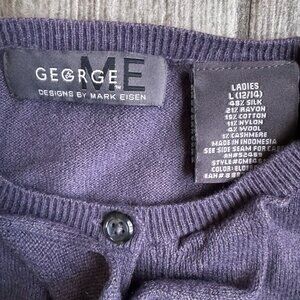 ME
GEORGE
DESIGNS BY MARK EISEN
LADIES
L (12/14)
48% SILK
21% RAYON
15% COTTON
11% NYLON
4% WOOL
1% CASHMERE
MADE IN INDONESIA
SEE SIDE SEAM FOR CA